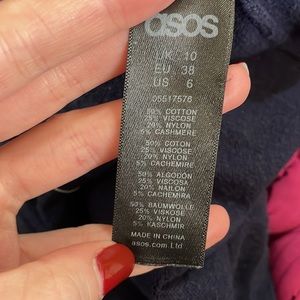 asos
UK 10
EU 38
US 6
05517576
50% COTTON
25% VISCOSE
20% NYLON
5% CASHMERE
50% COTON
25% VISCOSE
20% NYLON
5% CACHEMIRE
50% ALGODÓN
25% VISCOSA
20% NAILON
5% CACHEMIRA
50% BAUMWOLLE
25% VISKOSE
20% NYLON
5% KASCHMIR
MADE IN CHINA
asos.com Ltd